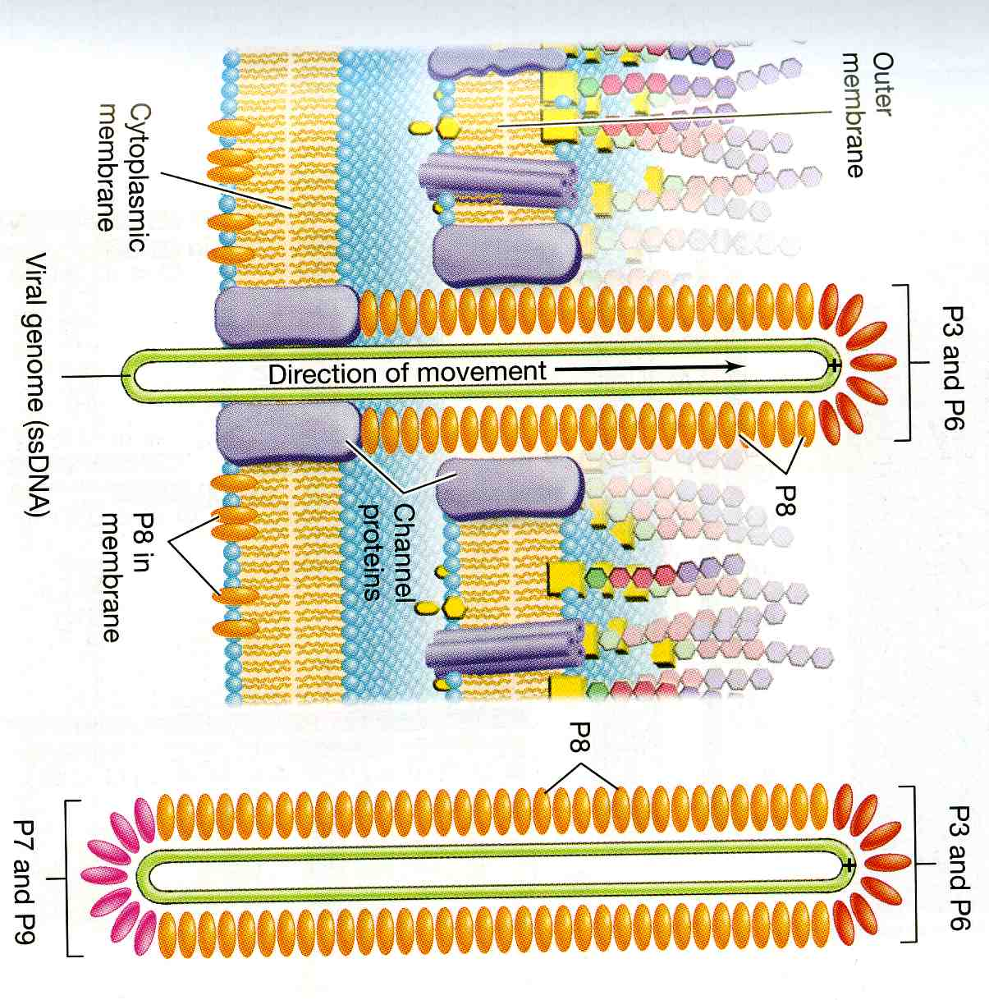 Outer
membrane
Cytoplasmic
membrane
Viral genome (ssDNA)
P3 and P6
+
Direction of movement
P8
Channel
proteins
P8 in
membrane
P8
P3 and P6
+
P7 and P9